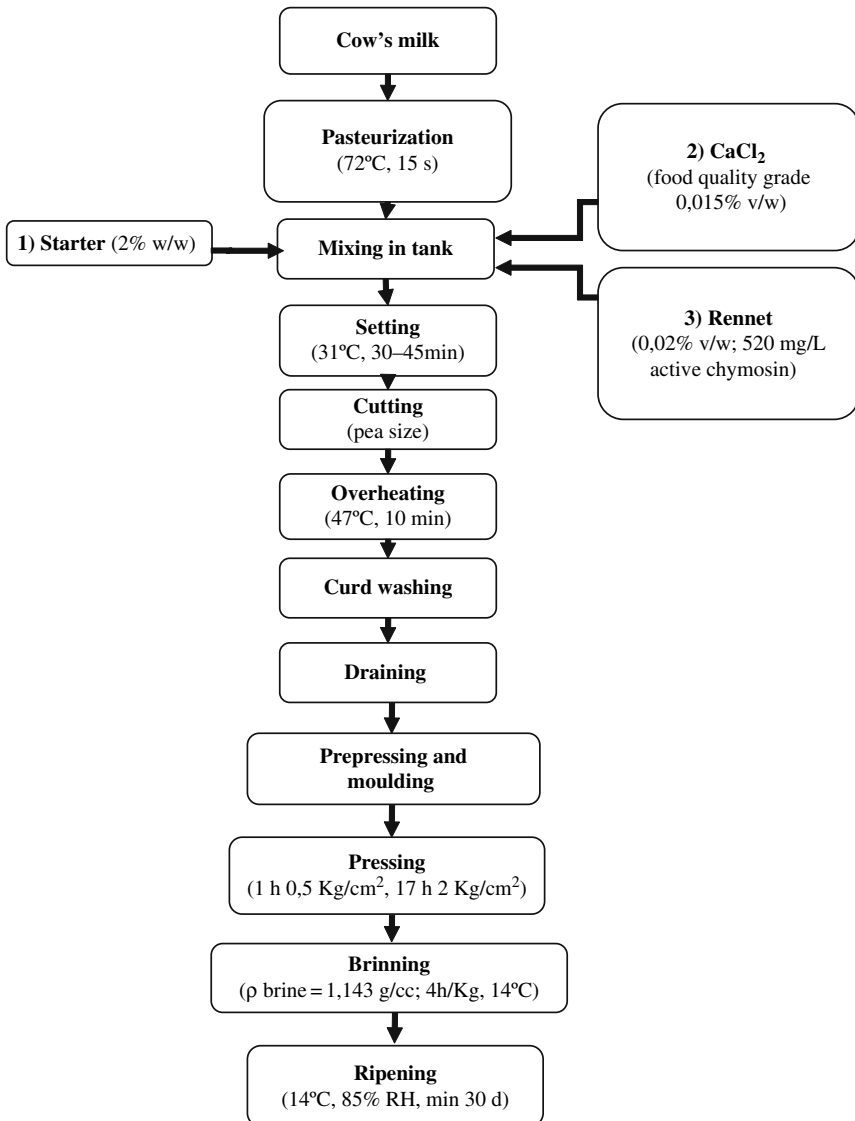 Cow's milk
Pasteurization
(72ºC, 15 s)
1) Starter (2% w/w)
Mixing in tank
2) CaCl₂
(food quality grade
0,015% v/w)
3) Rennet
(0,02% v/w; 520 mg/L
active chymosin)
Setting
(31ºC, 30–45min)
Cutting
(pea size)
Overheating
(47ºC, 10 min)
Curd washing
Draining
Prepressing and
moulding
Pressing
(1 h 0,5 Kg/cm², 17 h 2 Kg/cm²)
Brinning
(ρ brine = 1,143 g/cc; 4h/Kg, 14ºC)
Ripening
(14ºC, 85% RH, min 30 d)